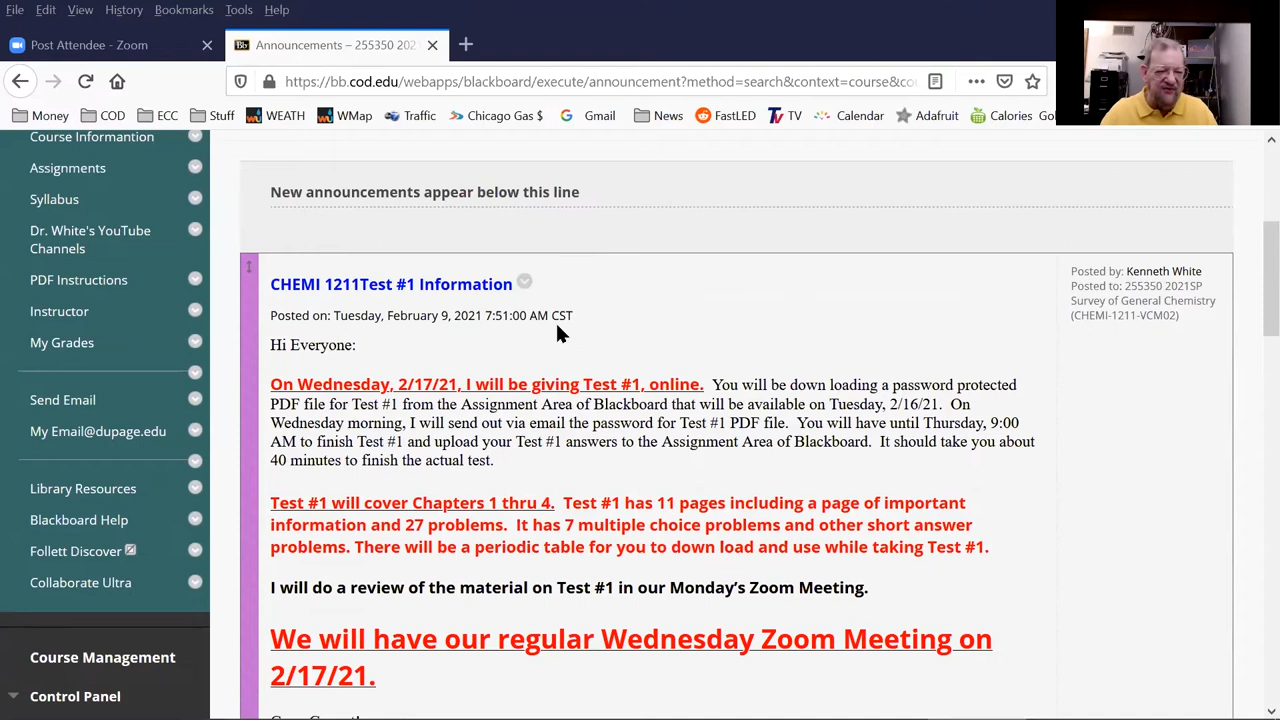 File Edit View History Bookmarks Tools Help
Post Attendee - Zoom
Announcements – 255350 202
https://bb.cod.edu/webapps/blackboard/execute/announcement?method=search&context=course&co
Money COD ECC Stuff WEATH WMap Traffic Chicago Gas $ Gmail News FastLED TV Calendar Adafruit Calories
Course Informantion
Assignments
Syllabus
Dr. White's YouTube
Channels
PDF Instructions
Instructor
My Grades
Send Email
My Email@dupage.edu
Library Resources
Blackboard Help
Follett Discover
Collaborate Ultra
Course Management
Control Panel
New announcements appear below this line
CHEMI 1211Test #1 Information
Posted on: Tuesday, February 9, 2021 7:51:00 AM CST
Hi Everyone:
On Wednesday, 2/17/21, I will be giving Test #1, online. You will be down loading a password protected
PDF file for Test #1 from the Assignment Area of Blackboard that will be available on Tuesday, 2/16/21. On
Wednesday morning, I will send out via email the password for Test #1 PDF file. You will have until Thursday, 9:00
AM to finish Test #1 and upload your Test #1 answers to the Assignment Area of Blackboard. It should take you about
40 minutes to finish the actual test.
Test #1 will cover Chapters 1 thru 4. Test #1 has 11 pages including a page of important
information and 27 problems. It has 7 multiple choice problems and other short answer
problems. There will be a periodic table for you to down load and use while taking Test #1.
I will do a review of the material on Test #1 in our Monday's Zoom Meeting.
We will have our regular Wednesday Zoom Meeting on
2/17/21.
Posted by: Kenneth White
Posted to: 255350 2021SP
Survey of General Chemistry
(CHEMI-1211-VCM02)